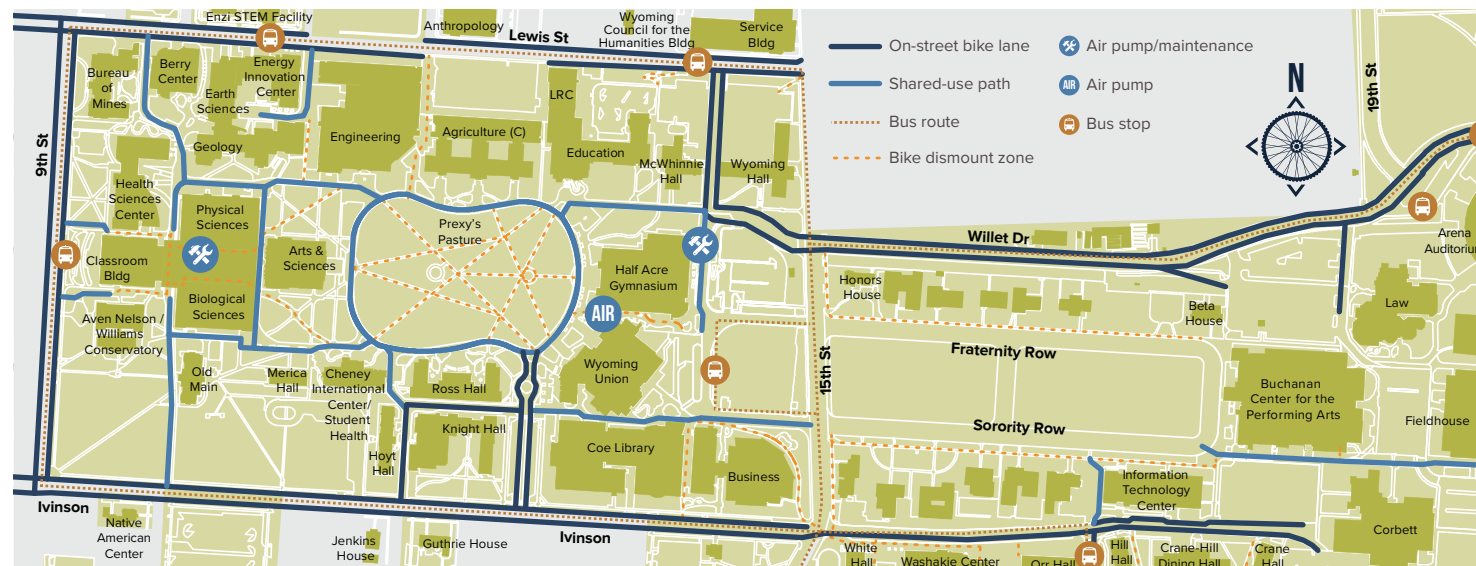 Enzi STEM Facility
Anthropology
Wyoming
Council for the
Humanities Bldg
Service
Bldg
Lewis St
On-street bike lane
Air pump/maintenance
Shared-use path
AIR
Air pump
Bus route
Bus stop
Bike dismount zone
N
19th St
9th St
Bureau
of
Mines
Berry
Center
Energy
Innovation
Center
Earth
Sciences
Geology
Engineering
Agriculture (C)
LRC
Education
McWhinnie
Hall
Wyoming
Hall
Health
Sciences
Center
Physical
Sciences
Prexy's
Pasture
Arts &
Sciences
Classroom
Bldg
Biological
Sciences
Half Acre
Gymnasium
AIR
Willet Dr
Arena
Auditorium
Honors
House
Beta
House
Law
Aven Nelson /
Williams
Conservatory
Old
Main
Merica
Hall
Cheney
International
Center/
Student
Health
Ross Hall
Wyoming
Union
15th St
Fraternity Row
Buchanan
Center for the
Performing Arts
Fieldhouse
Sorority Row
Knight Hall
Hoyt
Hall
Coe Library
Business
Information
Technology
Center
Corbett
Ivinson
Native
American
Center
Jenkins
House
Guthrie House
Ivinson
White
Hall
Washakie Center
Orr Hall
Hill
Hall
Crane-Hill
Dining Hall
Crane
Hall